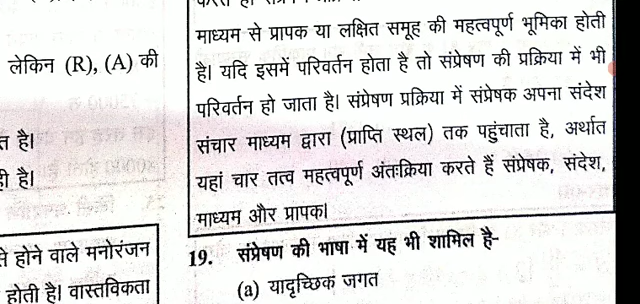 लेकिन (R), (A) की
त है।
ही है।
से होने वाले मनोरंजन
होती है। वास्तविकता
माध्यम से प्रापक या लक्षित समूह की महत्वपूर्ण भूमिका होती
है। यदि इसमें परिवर्तन होता है तो संप्रेषण की प्रक्रिया में भी
परिवर्तन हो जाता है। संप्रेषण प्रक्रिया में संप्रेषक अपना संदेश
संचार माध्यम द्वारा (प्राप्ति स्थल) तक पहुंचाता है, अर्थात
यहां चार तत्व महत्वपूर्ण अंतःक्रिया करते हैं संप्रेषक, संदेश,
माध्यम और प्रापक।
19. संप्रेषण की भाषा में यह भी शामिल है-
(a) यादृच्छिक जगत